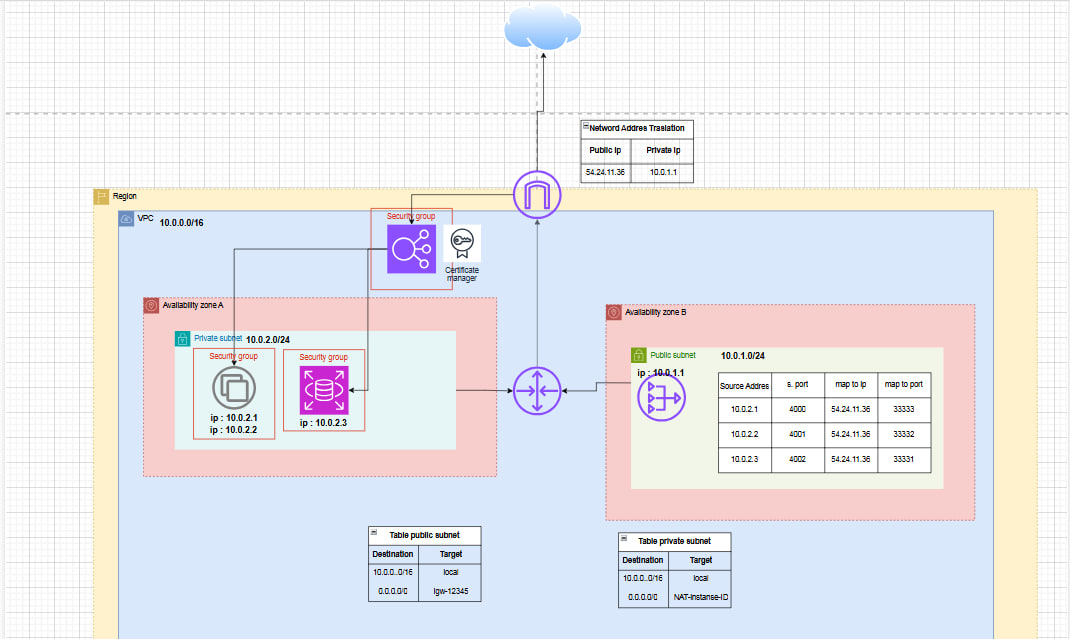 Netword Addres Traslation
Public ip Private ip
54.24.11.36 10.0.1.1
Region
VPC 10.0.0.0/16
Security group
Certificate
manager
Availability zone A
Private subnet 10.0.2.0/24
Security group
ip : 10.0.2.1
ip : 10.0.2.2
Security group
ip : 10.0.2.3
Availability zone B
Public subnet 10.0.1.0/24
ip : 10.0.1.1
Source Addres s. port map to ip map to port
10.0.2.1 4000 54.24.11.36 33333
10.0.2.2 4001 54.24.11.36 33332
10.0.2.3 4002 54.24.11.36 33331
Table public subnet
Destination Target
10.0.0..0/16 local
0.0.0.0/0 igw-12345
Table private subnet
Destination Target
10.0.0..0/16 local
0.0.0.0/0 NAT-instanse-ID